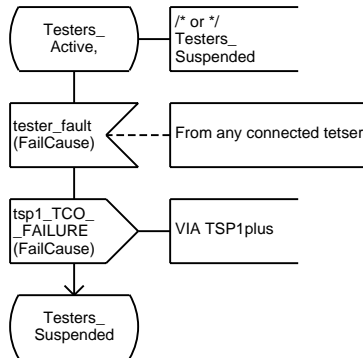 Testers_
Active,
/* or */
Testers_
Suspended
tester_fault
(FailCause)
From any connected tetser
tsp1_TCO_
_FAILURE
(FailCause)
VIA TSP1plus
Testers_
Suspended